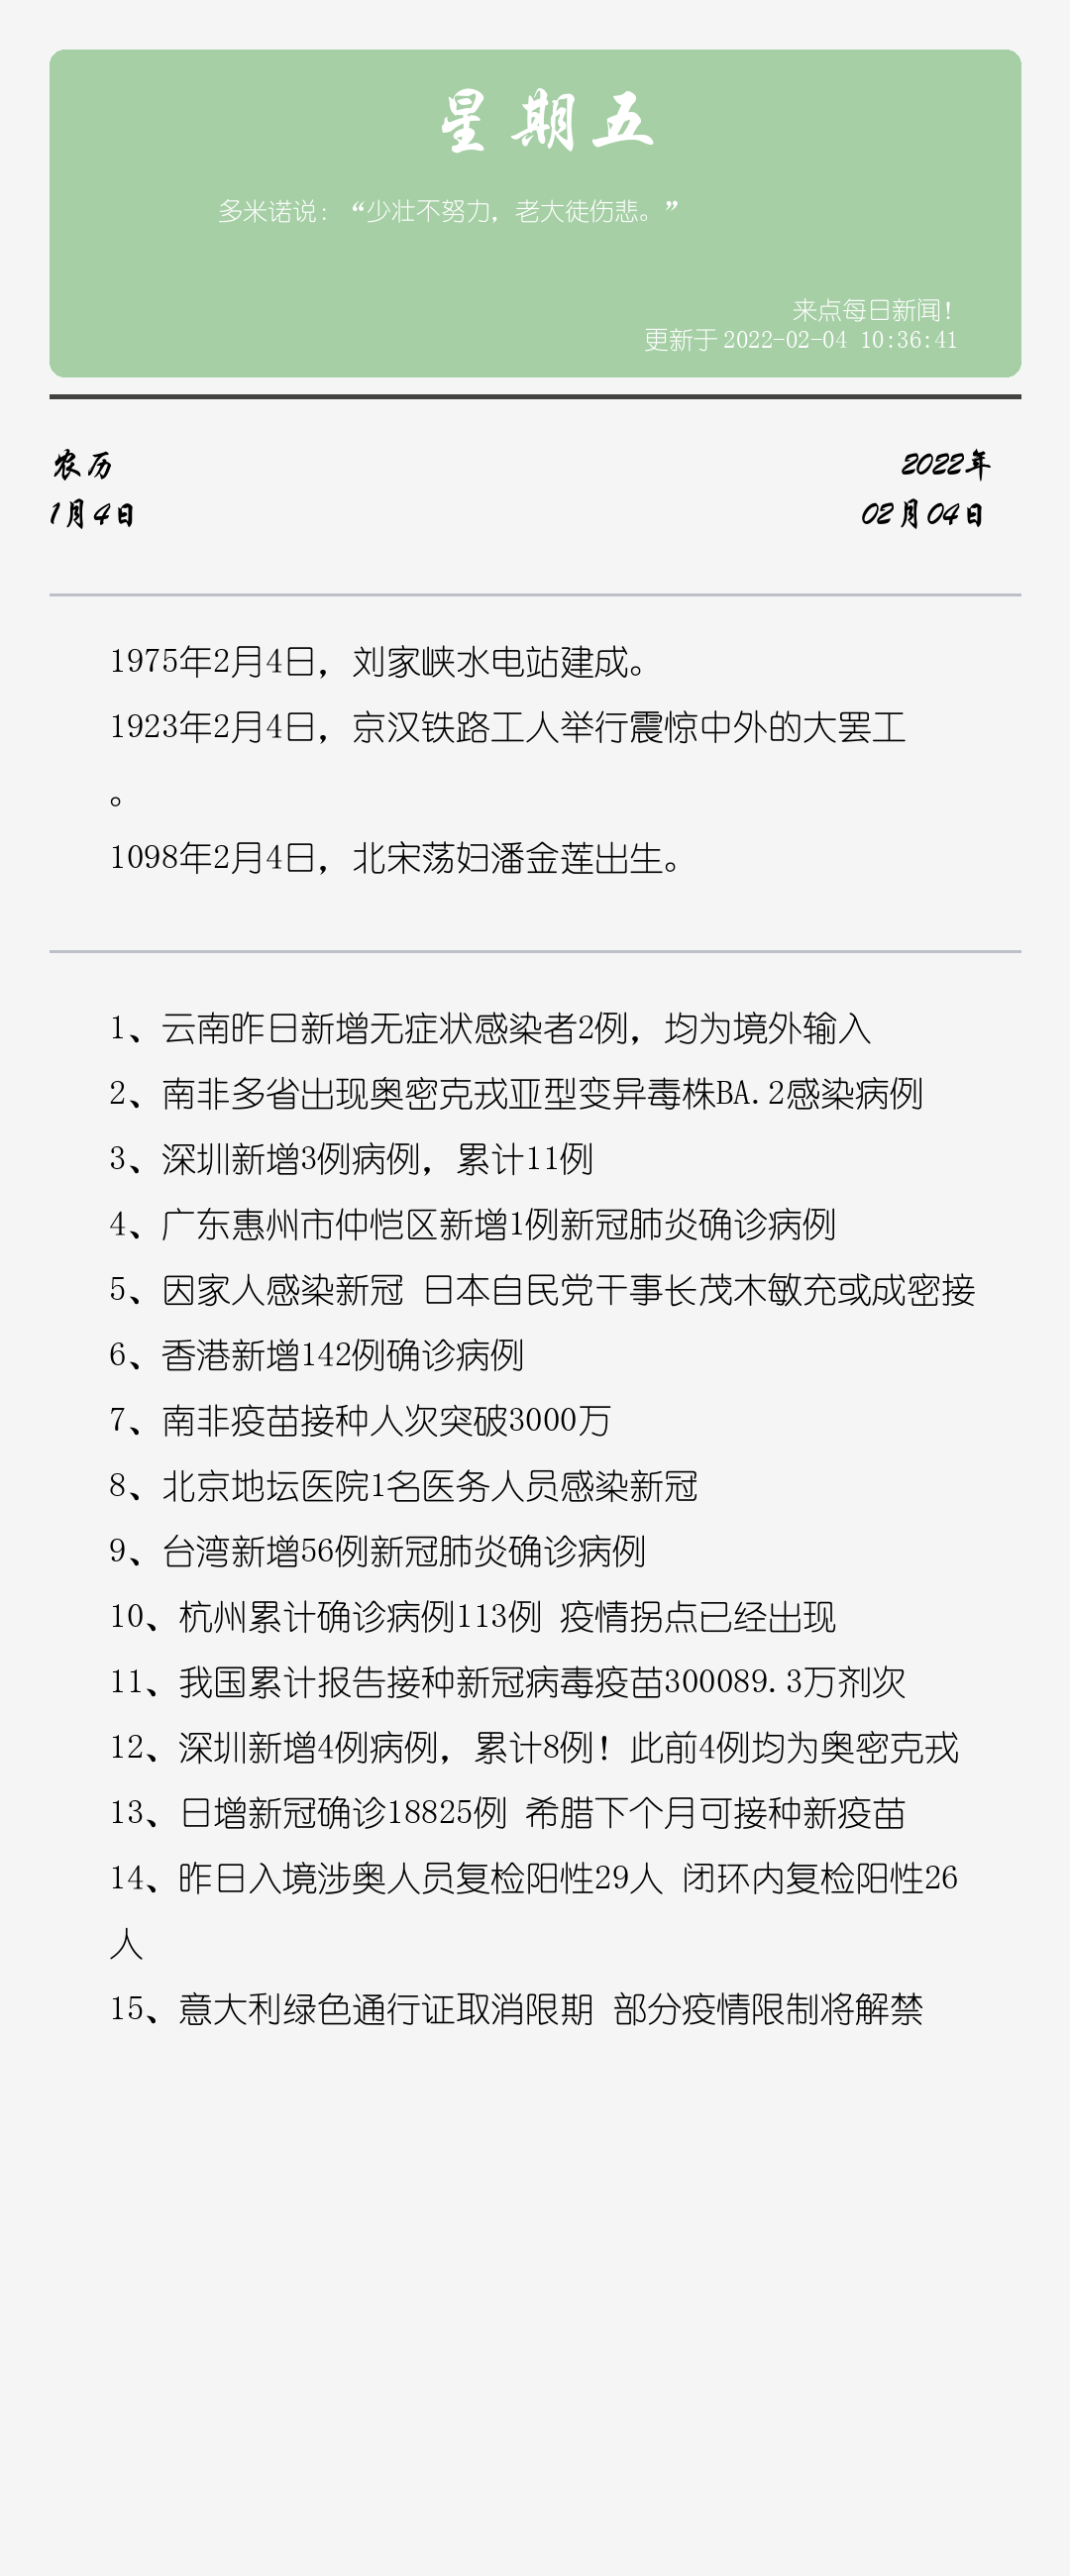 星期五
多米诺说：“少壮不努力，老大徒伤悲。”
来点每日新闻！
更新于 2022-02-04 10:36:41
农历
2022年
1月4日
02月04日
1975年2月4日，刘家峡水电站建成。
1923年2月4日，京汉铁路工人举行震惊中外的大罢工
。
1098年2月4日，北宋荡妇潘金莲出生。
1、云南昨日新增无症状感染者2例，均为境外输入
2、南非多省出现奥密克戎亚型变异毒株BA.2感染病例
3、深圳新增3例病例，累计11例
4、广东惠州市仲恺区新增1例新冠肺炎确诊病例
5、因家人感染新冠 日本自民党干事长茂木敏充或成密接
6、香港新增142例确诊病例
7、南非疫苗接种人次突破3000万
8、北京地坛医院1名医务人员感染新冠
9、台湾新增56例新冠肺炎确诊病例
10、杭州累计确诊病例113例 疫情拐点已经出现
11、我国累计报告接种新冠病毒疫苗300089.3万剂次
12、深圳新增4例病例，累计8例！此前4例均为奥密克戎
13、日增新冠确诊18825例 希腊下个月可接种新疫苗
14、昨日入境涉奥人员复检阳性29人 闭环内复检阳性26
人
15、意大利绿色通行证取消限期 部分疫情限制将解禁